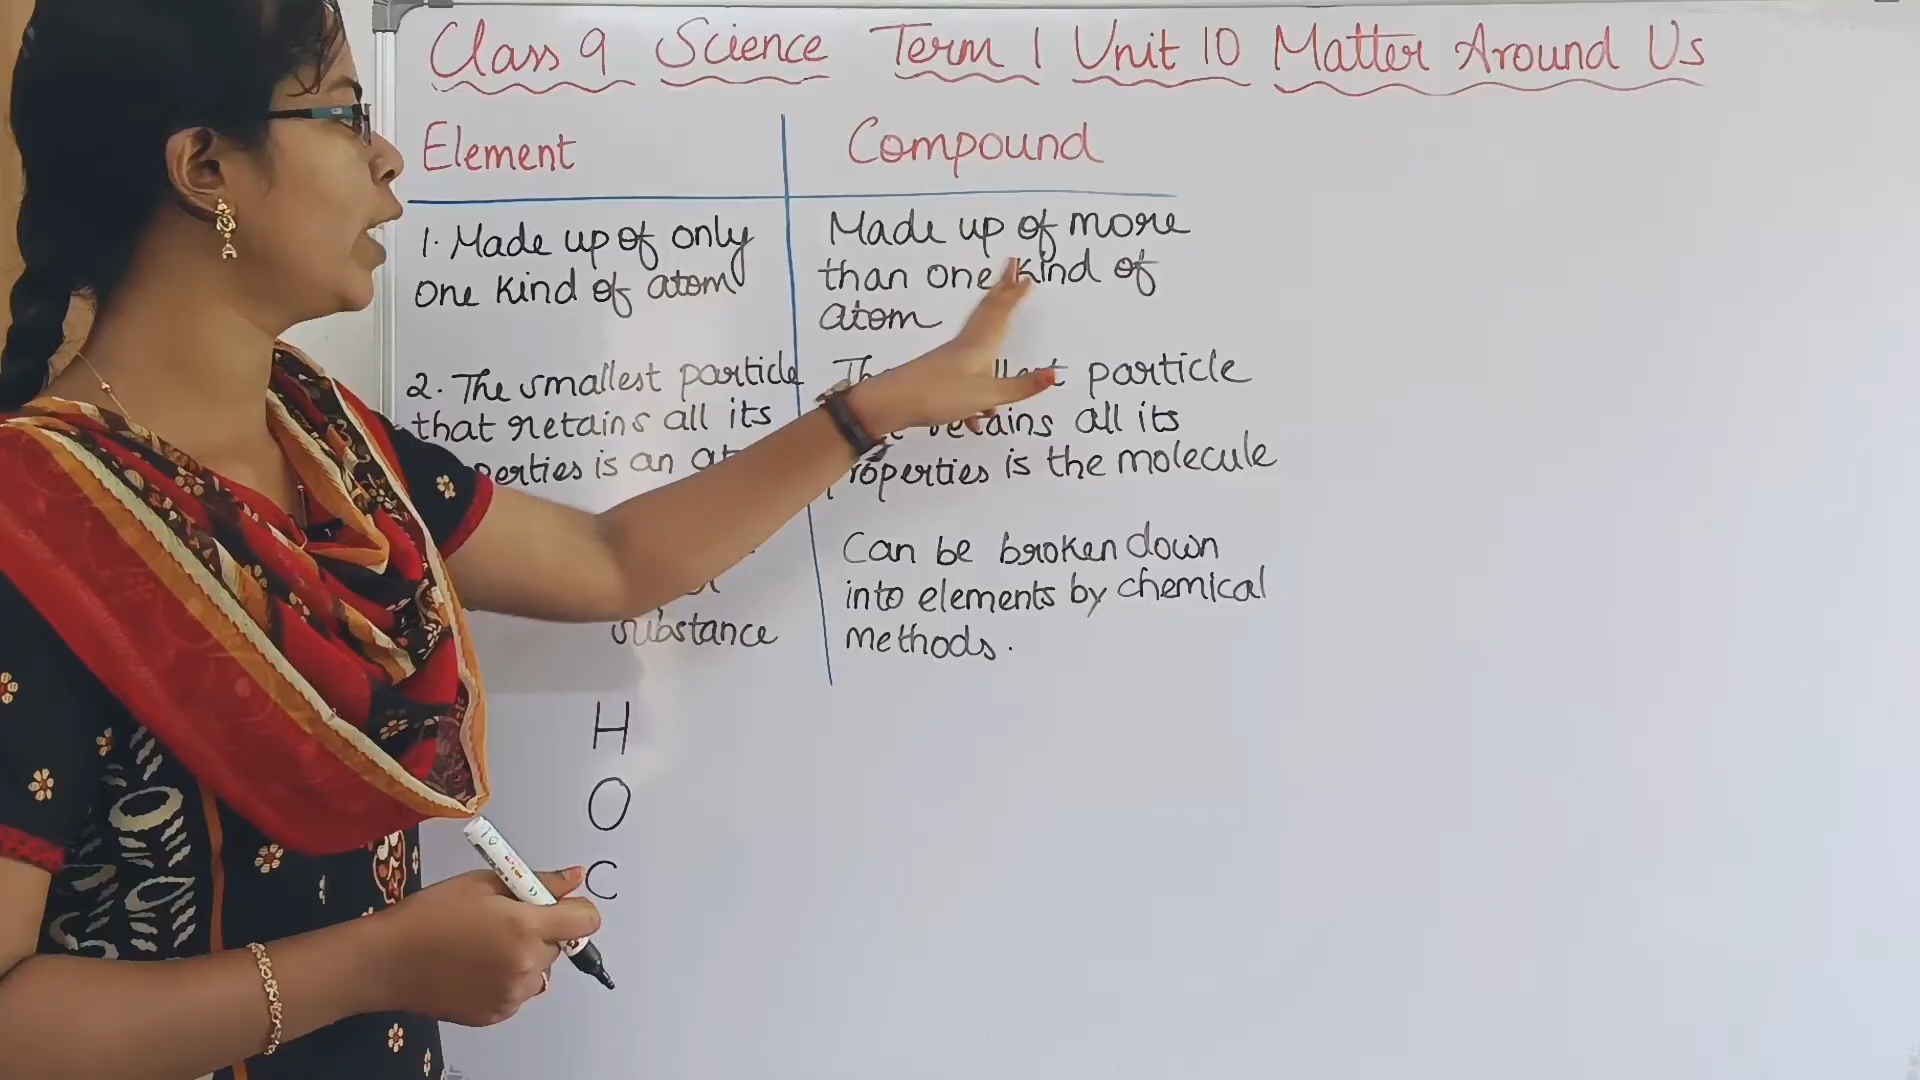 Class 9 Science Term 1 Unit 10 Matter Around Us
Element
1. Made up of only
one kind of atom
2. The smallest particle
that retains all its
is an
substance
H
O
C
Compound
Made up of more
than one kind of
atom
particle
retains all its
properties is the molecule
Can be broken down
into elements by chemical
methods.